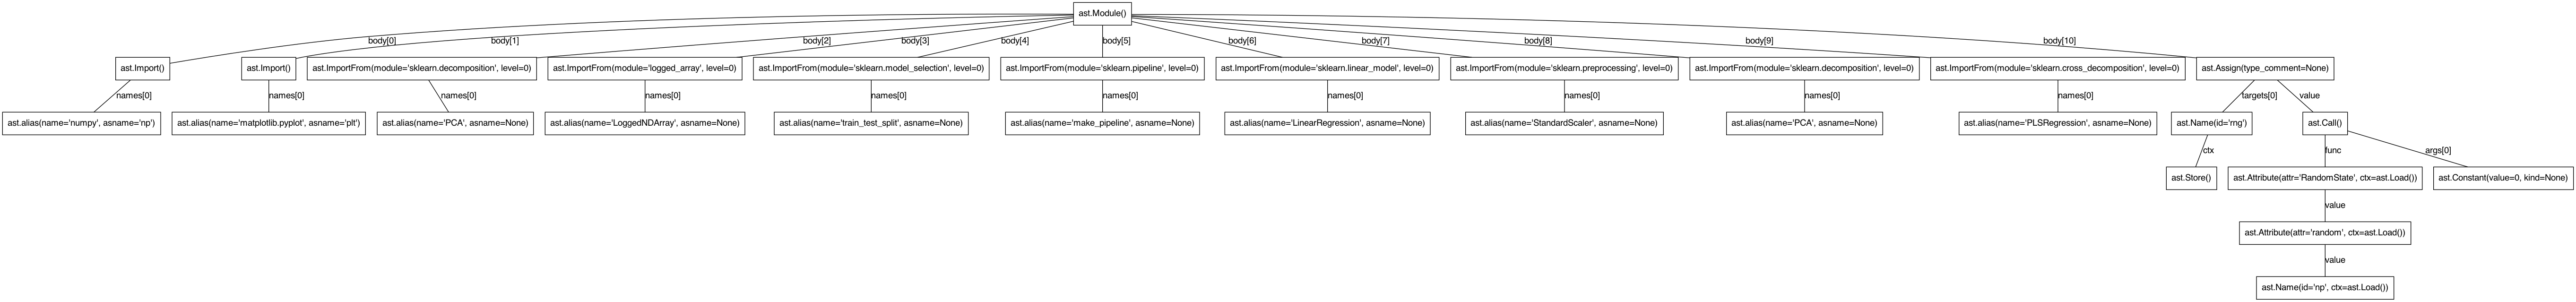 ast.Module()
body[0]
body[1]
body[2]
body[3]
body[4]
body[5]
body[6]
body[7]
body[8]
body[9]
body[10]
ast.Import()
ast.Import()
ast.ImportFrom(module='sklearn.decomposition', level=0)
ast.ImportFrom(module='logged_array', level=0)
ast.ImportFrom(module='sklearn.model_selection', level=0)
ast.ImportFrom(module='sklearn.pipeline', level=0)
ast.ImportFrom(module='sklearn.linear_model', level=0)
ast.ImportFrom(module='sklearn.preprocessing', level=0)
ast.ImportFrom(module='sklearn.decomposition', level=0)
ast.ImportFrom(module='sklearn.cross_decomposition', level=0)
ast.Assign(type_comment=None)
names[0]
names[0]
names[0]
names[0]
names[0]
names[0]
names[0]
names[0]
names[0]
names[0]
targets[0]
value
ast.alias(name='numpy', asname='np')
ast.alias(name='matplotlib.pyplot', asname='plt')
ast.alias(name='PCA', asname=None)
ast.alias(name='LoggedNDArray', asname=None)
ast.alias(name='train_test_split', asname=None)
ast.alias(name='make_pipeline', asname=None)
ast.alias(name='LinearRegression', asname=None)
ast.alias(name='StandardScaler', asname=None)
ast.alias(name='PCA', asname=None)
ast.alias(name='PLSRegression', asname=None)
ast.Name(id='rng')
ast.Call()
ctx
func
args[0]
ast.Store()
ast.Attribute(attr='RandomState', ctx=ast.Load())
ast.Constant(value=0, kind=None)
value
ast.Attribute(attr='random', ctx=ast.Load())
value
ast.Name(id='np', ctx=ast.Load())